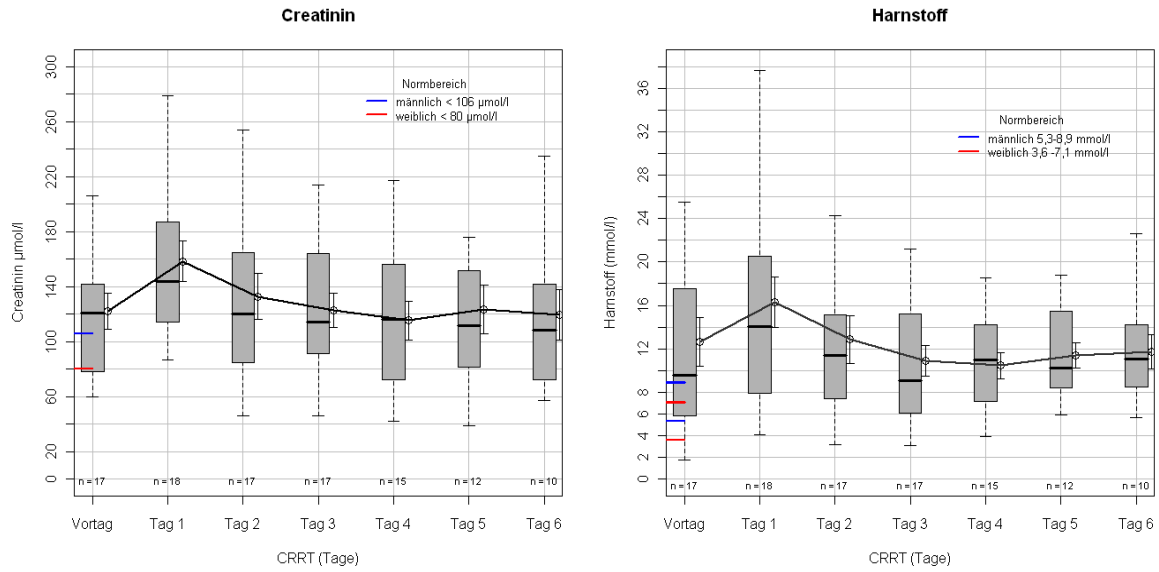 Creatinin
Creatinin µmol/l
300
260
220
180
140
100
80
60
40
20
0
Normbereich
männlich < 106 µmol/l
weiblich < 80 µmol/l
n = 17
n = 18
n = 17
n = 17
n = 15
n = 12
n = 10
Vortag
Tag 1
Tag 2
Tag 3
Tag 4
Tag 5
Tag 6
CRRT (Tage)
Harnstoff
Harnstoff (mmol/l)
36
32
28
24
20
16
12
8
6
4
2
0
Normbereich
männlich 5,3-8,9 mmol/l
weiblich 3,6 -7,1 mmol/l
n = 17
n = 18
n = 17
n = 17
n = 15
n = 12
n = 10
Vortag
Tag 1
Tag 2
Tag 3
Tag 4
Tag 5
Tag 6
CRRT (Tage)